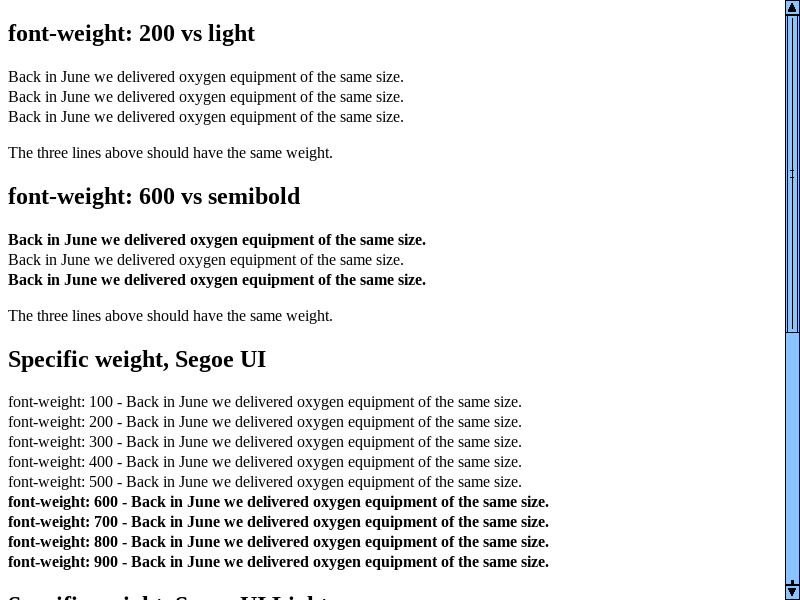 font-weight: 200 vs light
Back in June we delivered oxygen equipment of the same size.
Back in June we delivered oxygen equipment of the same size.
Back in June we delivered oxygen equipment of the same size.
The three lines above should have the same weight.
font-weight: 600 vs semibold
Back in June we delivered oxygen equipment of the same size.
Back in June we delivered oxygen equipment of the same size.
Back in June we delivered oxygen equipment of the same size.
The three lines above should have the same weight.
Specific weight, Segoe UI
font-weight: 100 - Back in June we delivered oxygen equipment of the same size.
font-weight: 200 - Back in June we delivered oxygen equipment of the same size.
font-weight: 300 - Back in June we delivered oxygen equipment of the same size.
font-weight: 400 - Back in June we delivered oxygen equipment of the same size.
font-weight: 500 - Back in June we delivered oxygen equipment of the same size.
font-weight: 600 - Back in June we delivered oxygen equipment of the same size.
font-weight: 700 - Back in June we delivered oxygen equipment of the same size.
font-weight: 800 - Back in June we delivered oxygen equipment of the same size.
font-weight: 900 - Back in June we delivered oxygen equipment of the same size.
Specific weight, Segoe UI Light